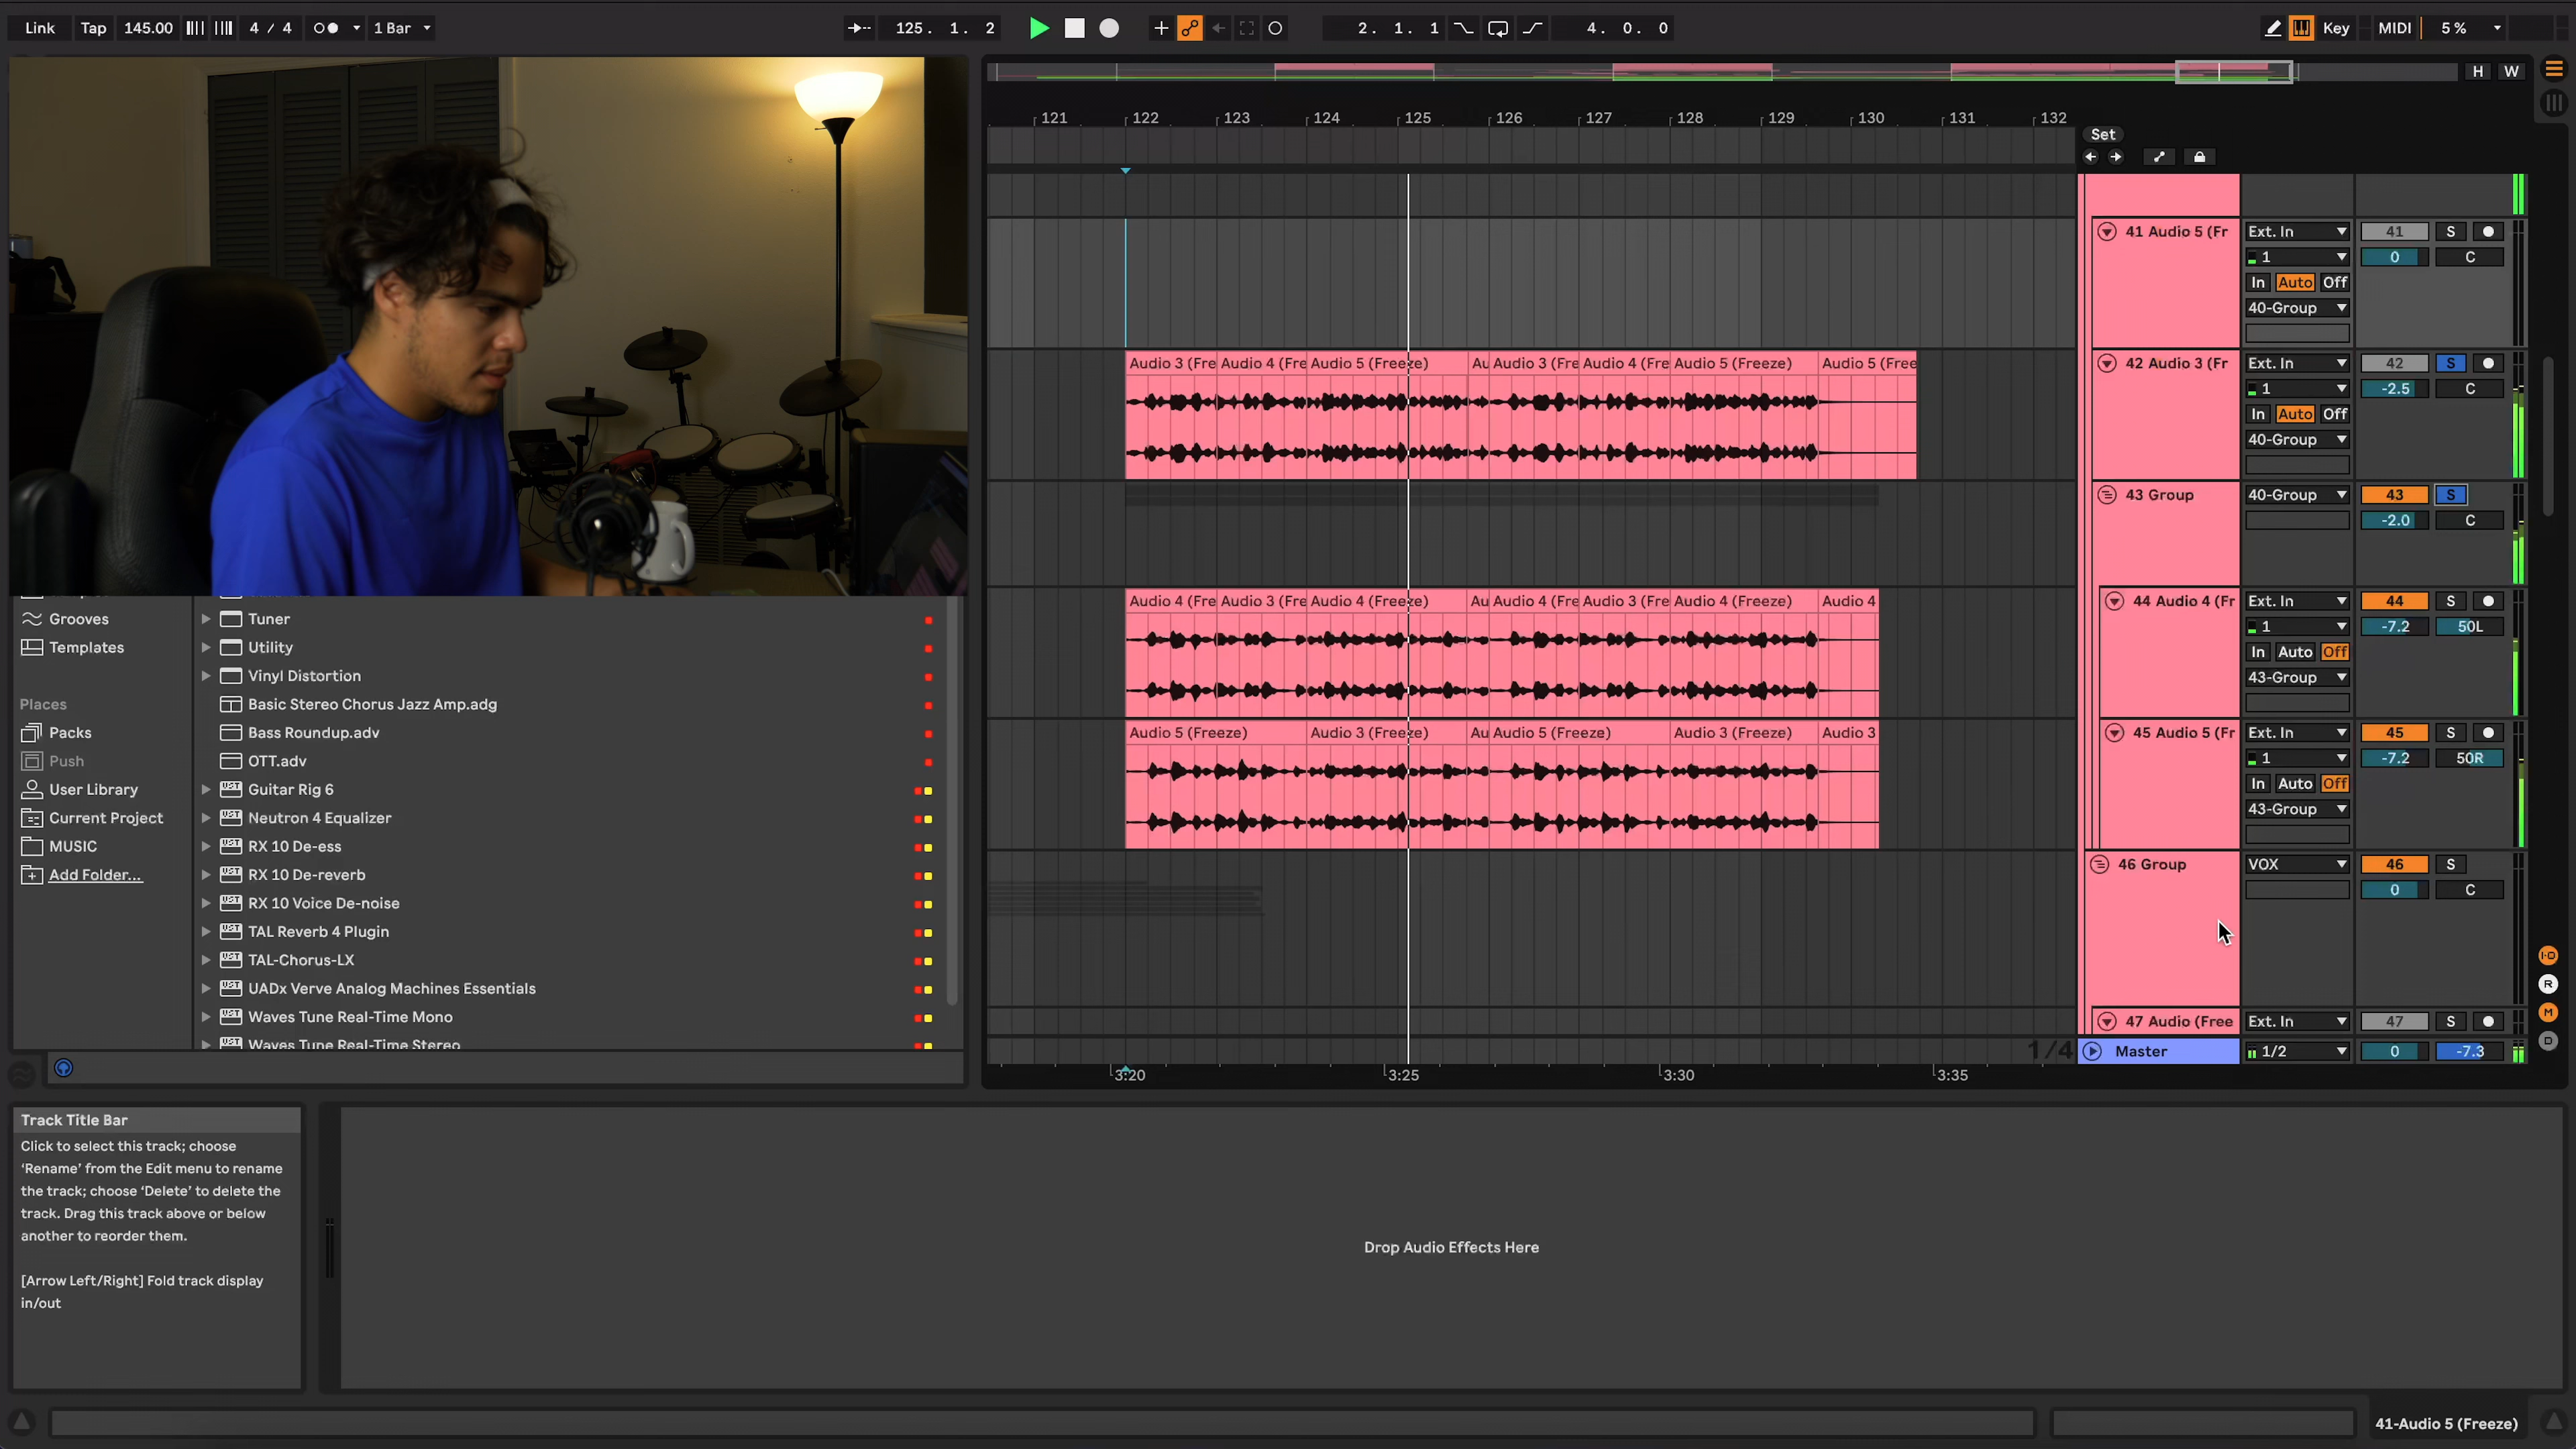 Link Tap 145.00 4 / 4 1 Bar 125. 1. 2 2. 1. 1 4. 0. 0 Key MIDI 5 %
H W
121 122 123 124 125 126 127 128 129 130 131 132
Set
41 Audio 5 (Fr Ext. In 41 S
1 0 C
In Auto Off
40-Group
Audio 3 (Fre Audio 4 (Fre Audio 5 (Freeze) Au Audio 3 (Fre Audio 4 (Fre Audio 5 (Freeze) Audio 5 (Free 42 Audio 3 (Fr Ext. In 42 S
1 -2.5 C
In Auto Off
40-Group
43 Group 40-Group 43 S
-2.0 C
Audio 4 (Fre Audio 3 (Fre Audio 4 (Freeze) Au Audio 4 (Fre Audio 3 (Fre Audio 4 (Freeze) Audio 4 44 Audio 4 (Fr Ext. In 44 S
1 -7.2 50L
In Auto Off
43-Group
Audio 5 (Freeze) Audio 3 (Freeze) Au Audio 5 (Freeze) Audio 3 (Freeze) Audio 3 45 Audio 5 (Fr Ext. In 45 S
1 -7.2 50R
In Auto Off
43-Group
46 Group VOX 46 S
0 C
47 Audio (Free Ext. In 47 S
1/4 Master 1/2 0 -7.3
3:20 3:25 3:30 3:35
R
M
D
Grooves
Templates
Places
Packs
Push
User Library
Current Project
MUSIC
Add Folder...
Tuner
Utility
Vinyl Distortion
Basic Stereo Chorus Jazz Amp.adg
Bass Roundup.adv
OTT.adv
Guitar Rig 6
Neutron 4 Equalizer
RX 10 De-ess
RX 10 De-reverb
RX 10 Voice De-noise
TAL Reverb 4 Plugin
TAL-Chorus-LX
UADx Verve Analog Machines Essentials
Waves Tune Real-Time Mono
Waves Tune Real-Time Stereo
Track Title Bar
Click to select this track; choose
‘Rename’ from the Edit menu to rename
the track; choose ‘Delete’ to delete the
track. Drag this track above or below
another to reorder them.
[Arrow Left/Right] Fold track display
in/out
Drop Audio Effects Here
41-Audio 5 (Freeze)